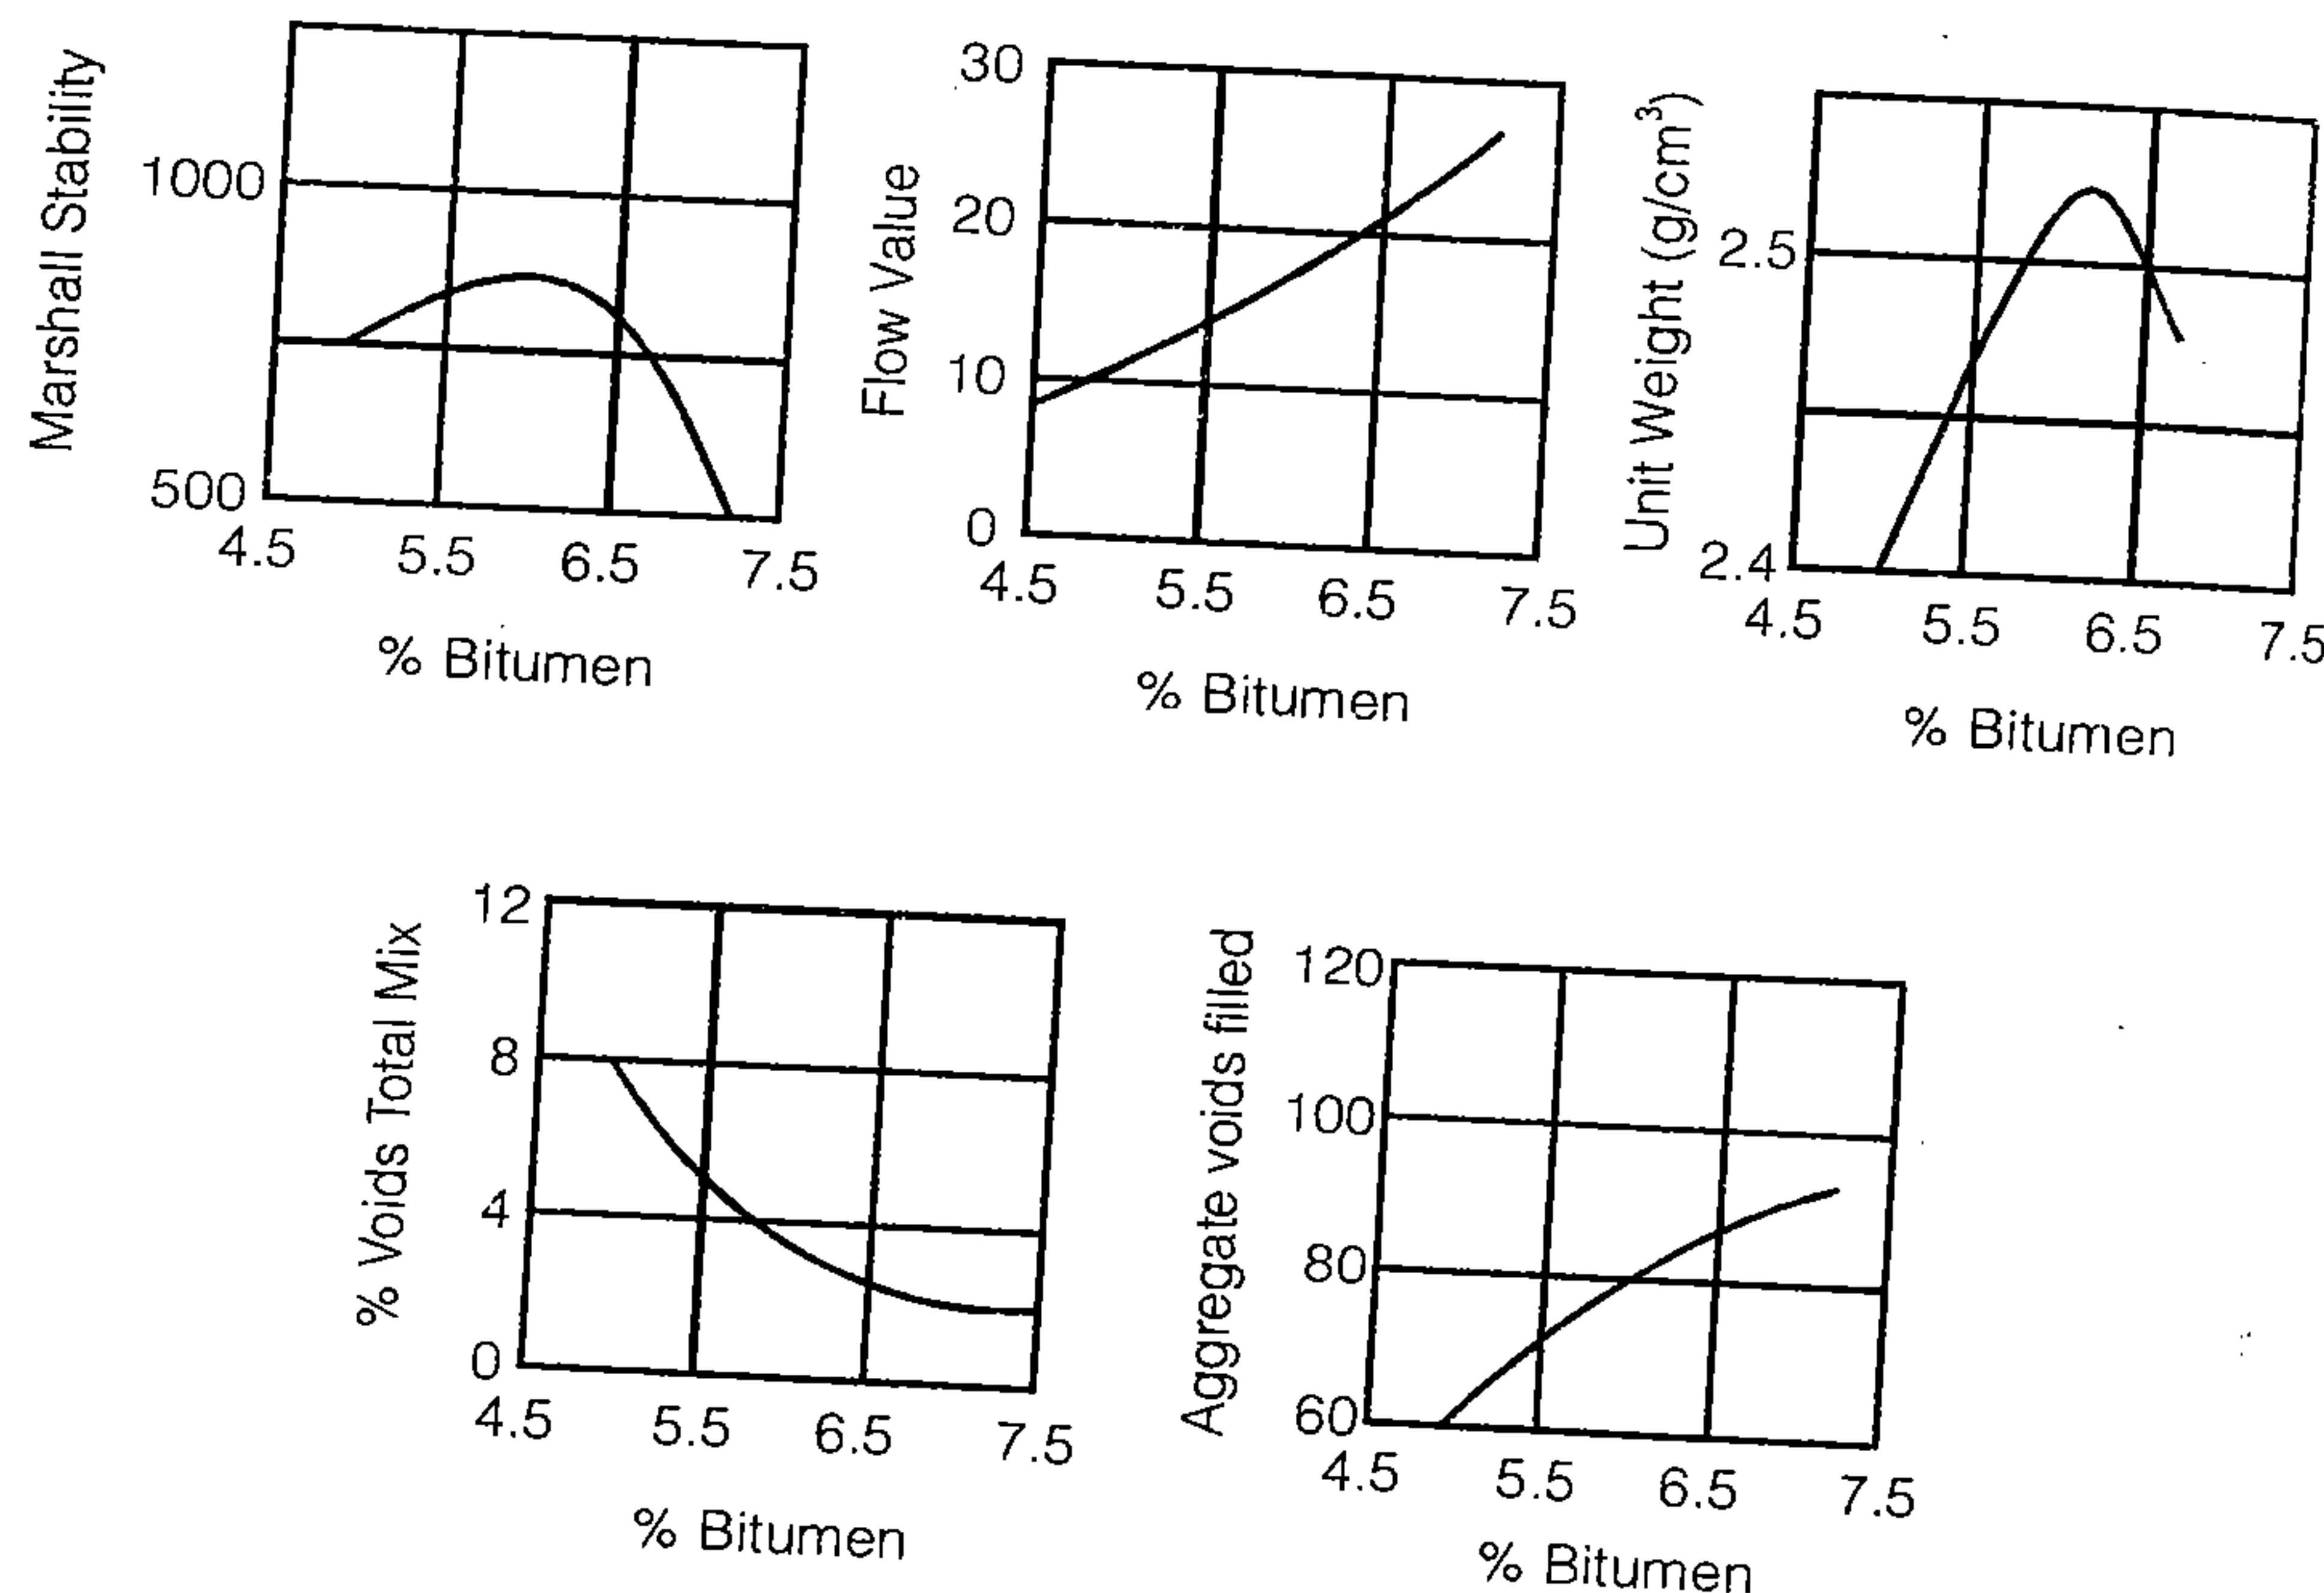 Marshall Stability
1000
500
4.5 5.5 6.5 7.5
% Bitumen
Flow Value
30
20
10
0
4.5 5.5 6.5 7.5
% Bitumen
Unit Weight (g/cm³)
2.5
2.4
4.5 5.5 6.5 7.5
% Bitumen
% Voids Total Mix
12
8
4
0
4.5 5.5 6.5 7.5
% Bitumen
Aggregate voids filled
120
100
80
60
4.5 5.5 6.5 7.5
% Bitumen